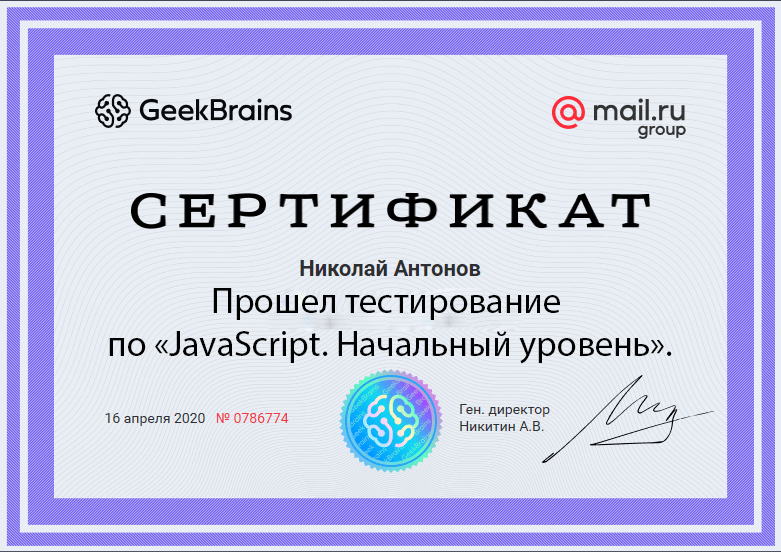 GeekBrains
@mail.ru
group
СЕРТИФИКАТ
Николай Антонов
Прошел тестирование
по «JavaScript. Начальный уровень».
16 апреля 2020 № 0786774
Ген. директор
Никитин А.В.